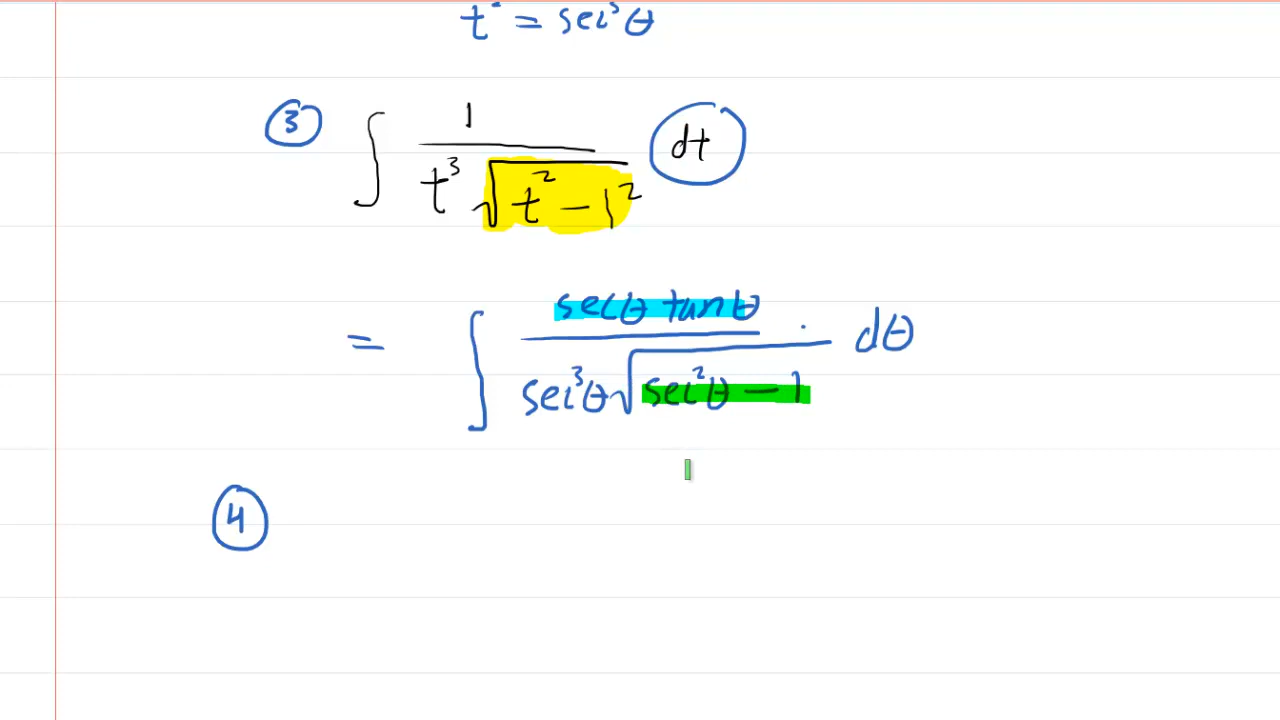 t² = sec²θ
③ ∫ 1 / (t³ √(t² − 1²)) dt
= ∫ (secθ tanθ) / (sec³θ √(sec²θ − 1)) · dθ
④